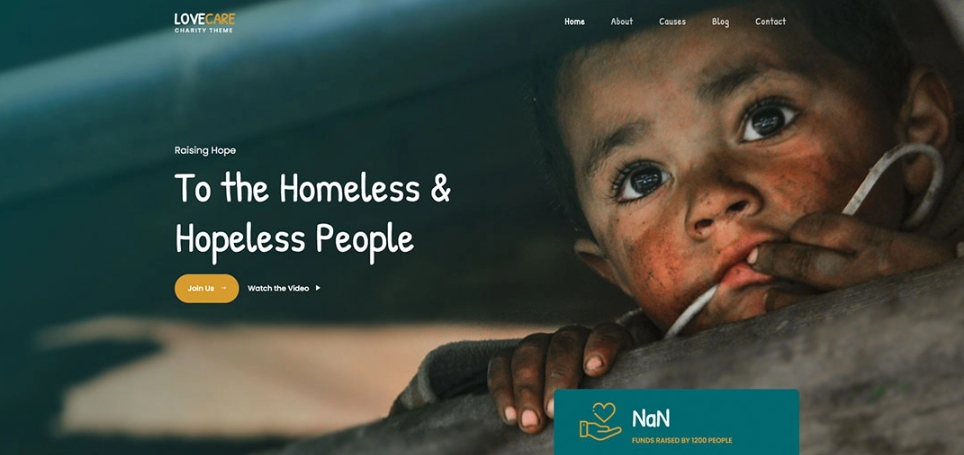 LOVECARE
CHARITY THEME
Home About Causes Blog Contact
Raising Hope
To the Homeless &
Hopeless People
Join Us → Watch the Video ▶
NaN
FUNDS RAISED BY 1200 PEOPLE